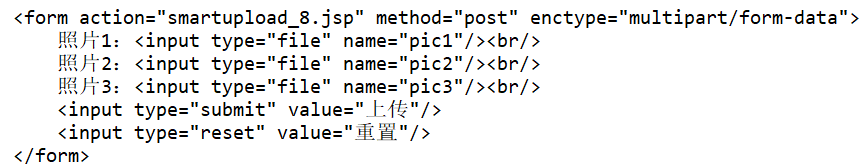 <form action="smartupload_8.jsp" method="post" enctype="multipart/form-data">
    照片1：<input type="file" name="pic1"/><br/>
    照片2：<input type="file" name="pic2"/><br/>
    照片3：<input type="file" name="pic3"/><br/>
    <input type="submit" value="上传"/>
    <input type="reset" value="重置"/>
</form>